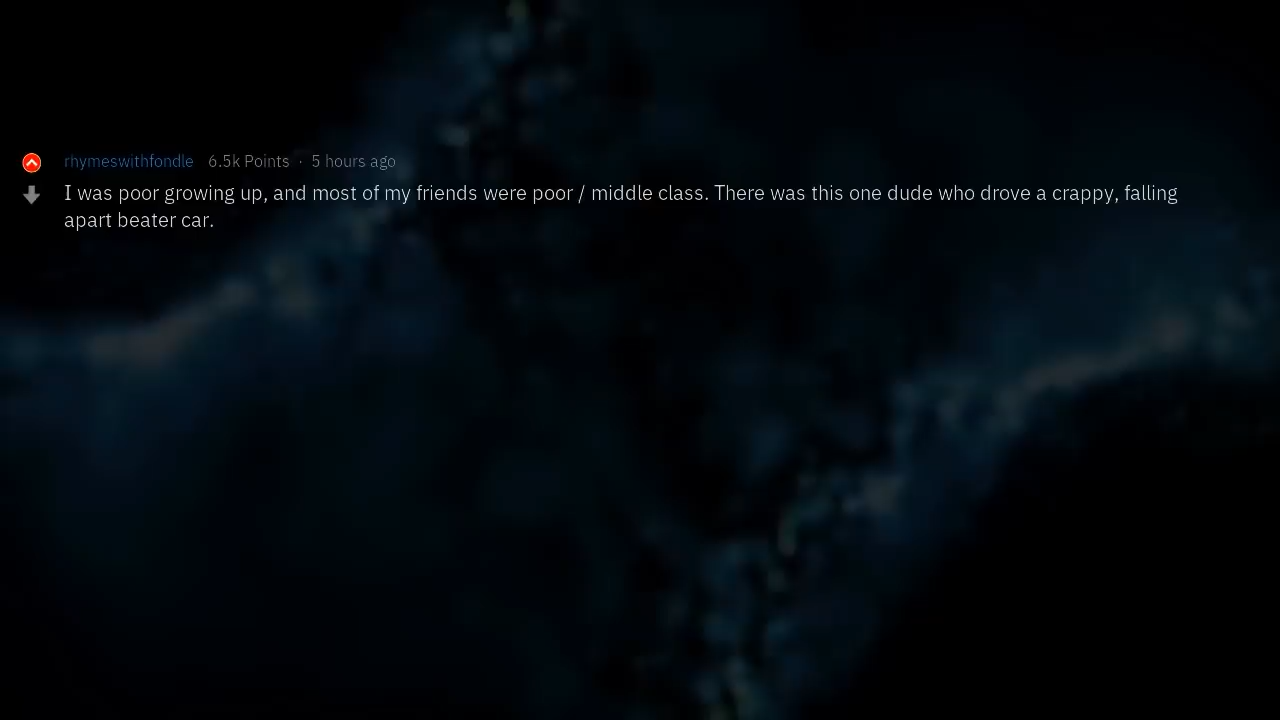 rhymeswithfondle 6.5k Points · 5 hours ago
I was poor growing up, and most of my friends were poor / middle class. There was this one dude who drove a crappy, falling
apart beater car.